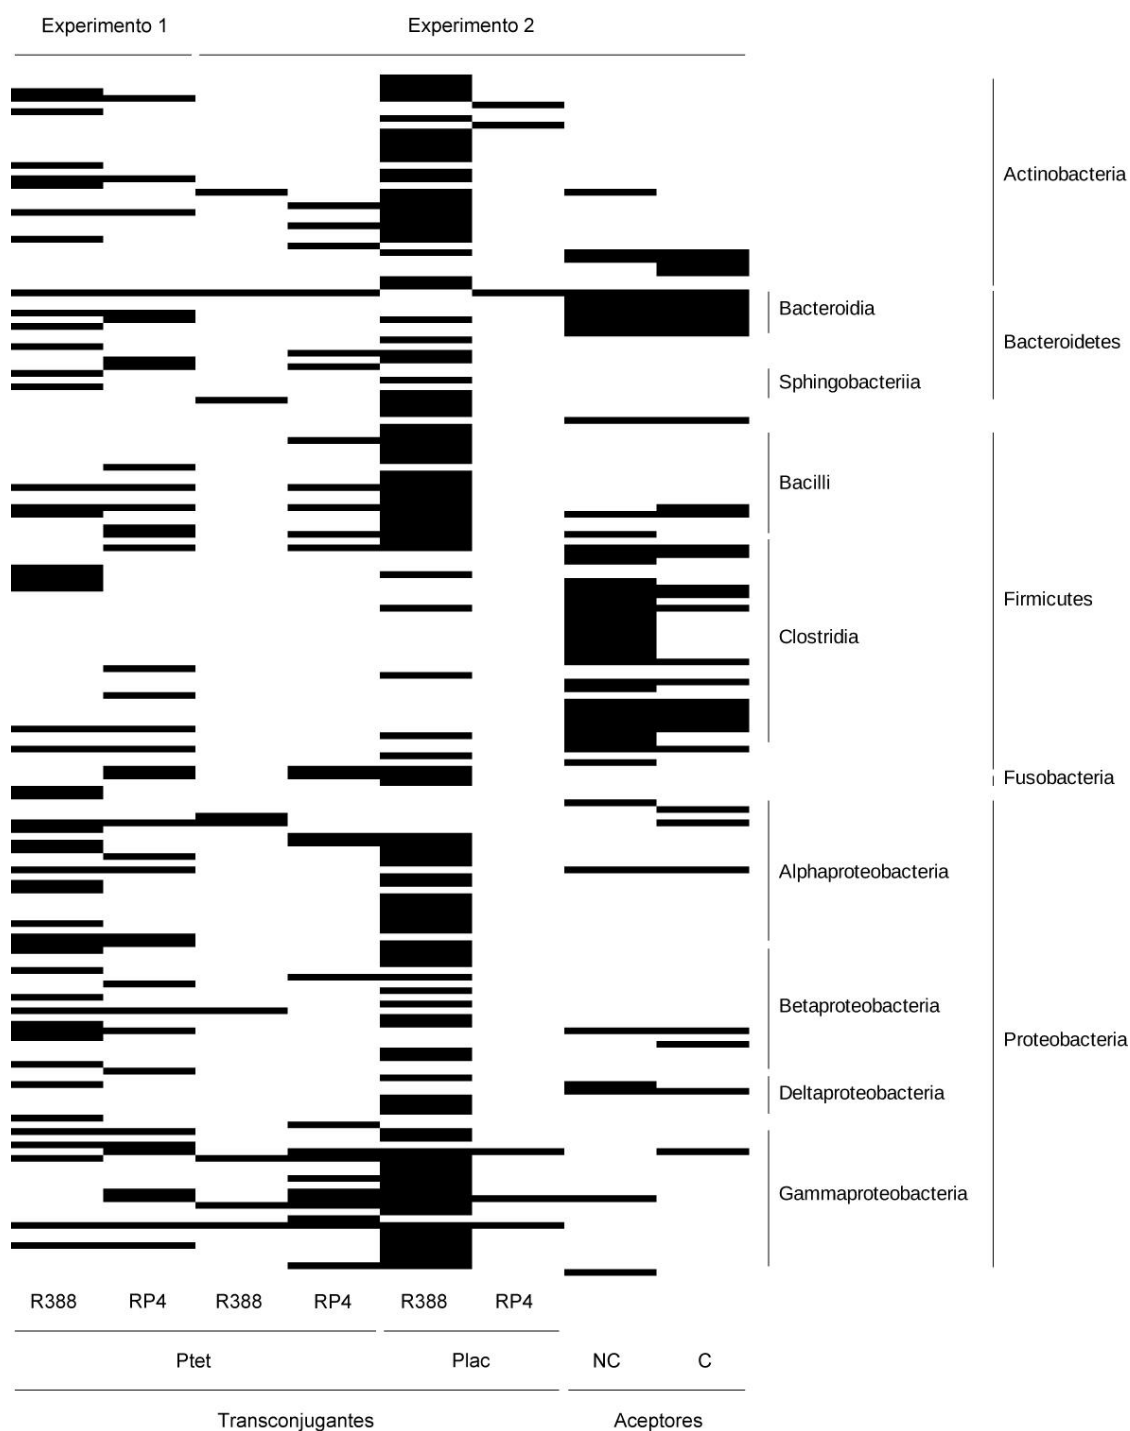 Experimento 1
Experimento 2
Actinobacteria
Bacteroidia
Bacteroidetes
Sphingobacteriia
Bacilli
Firmicutes
Clostridia
Fusobacteria
Alphaproteobacteria
Betaproteobacteria
Proteobacteria
Deltaproteobacteria
Gammaproteobacteria
R388 RP4 R388 RP4 R388 RP4
Ptet Plac NC C
Transconjugantes Aceptores